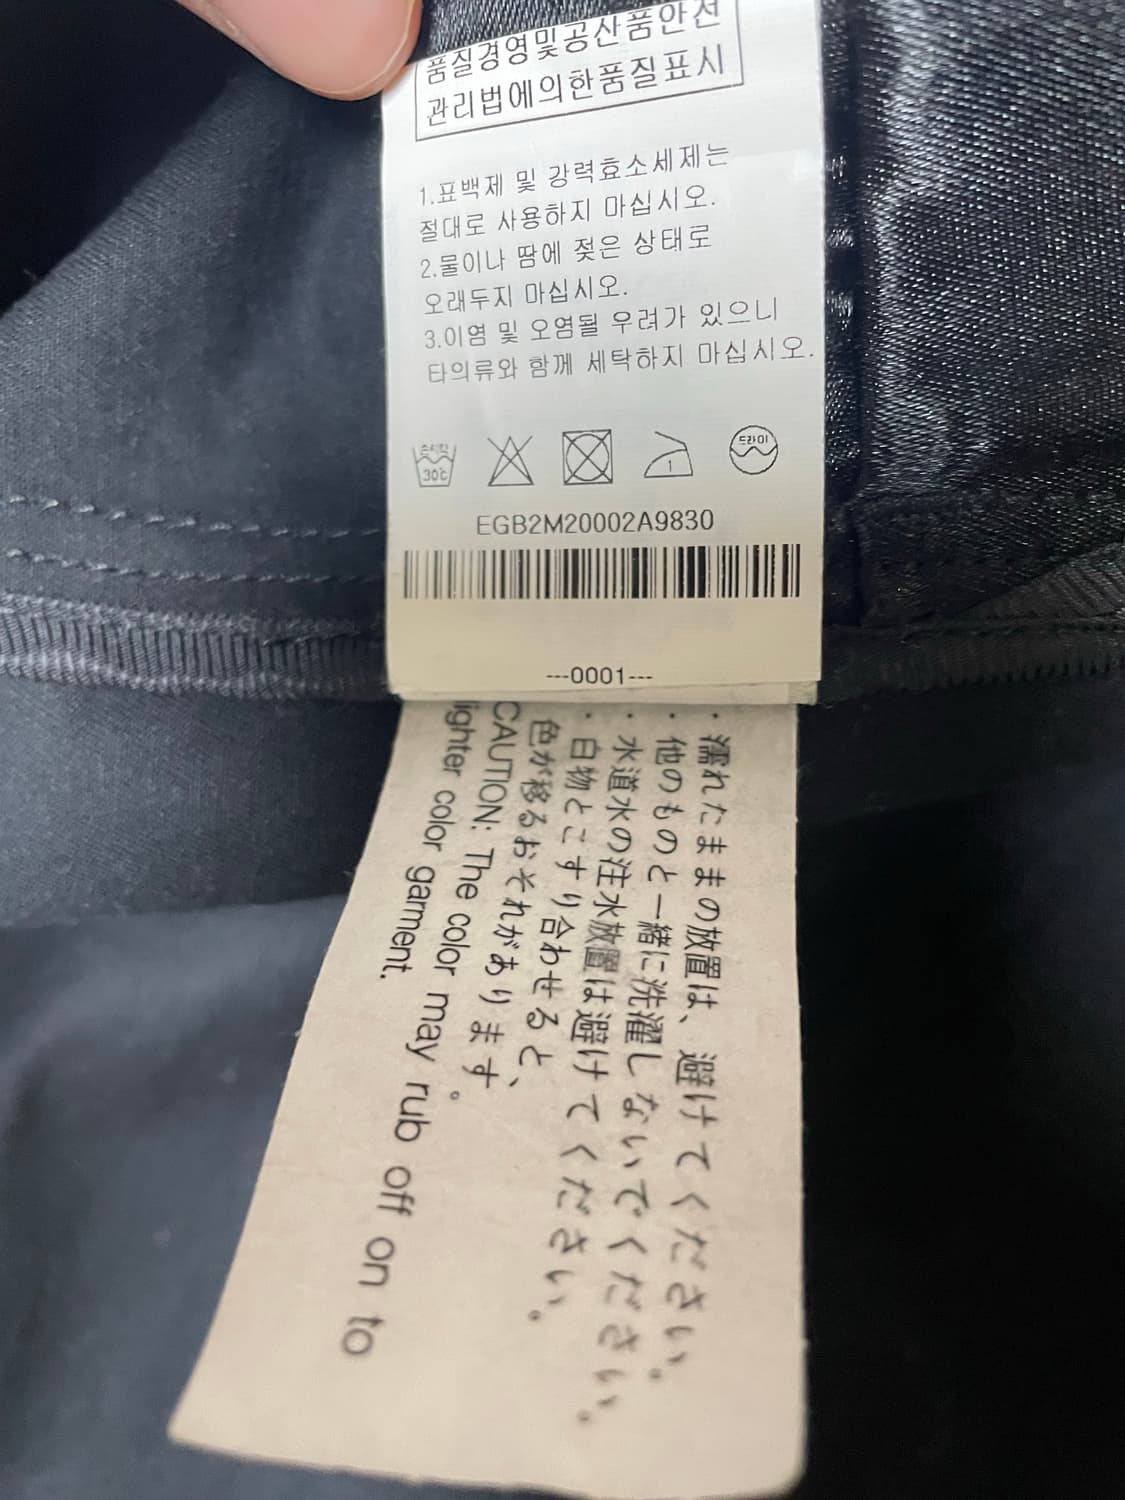 품질경영및공산품안전
관리법에의한품질표시
1.표백제 및 강력효소세제는
절대로 사용하지 마십시오.
2.물이나 땀에 젖은 상태로
오래두지 마십시오.
3.이염 및 오염될 우려가 있으니
타의류와 함께 세탁하지 마십시오.
손세탁
30℃
1
드라이
EGB2M20002A9830
---0001---
・濡れたままの放置は、避けてください。
・他のものと一緒に洗濯しないでください。
・水道水の注水放置は避けてください。
・白物とこすり合わせると、
色が移るおそれがあります。
CAUTION: The color may rub off on to
lighter color garment.